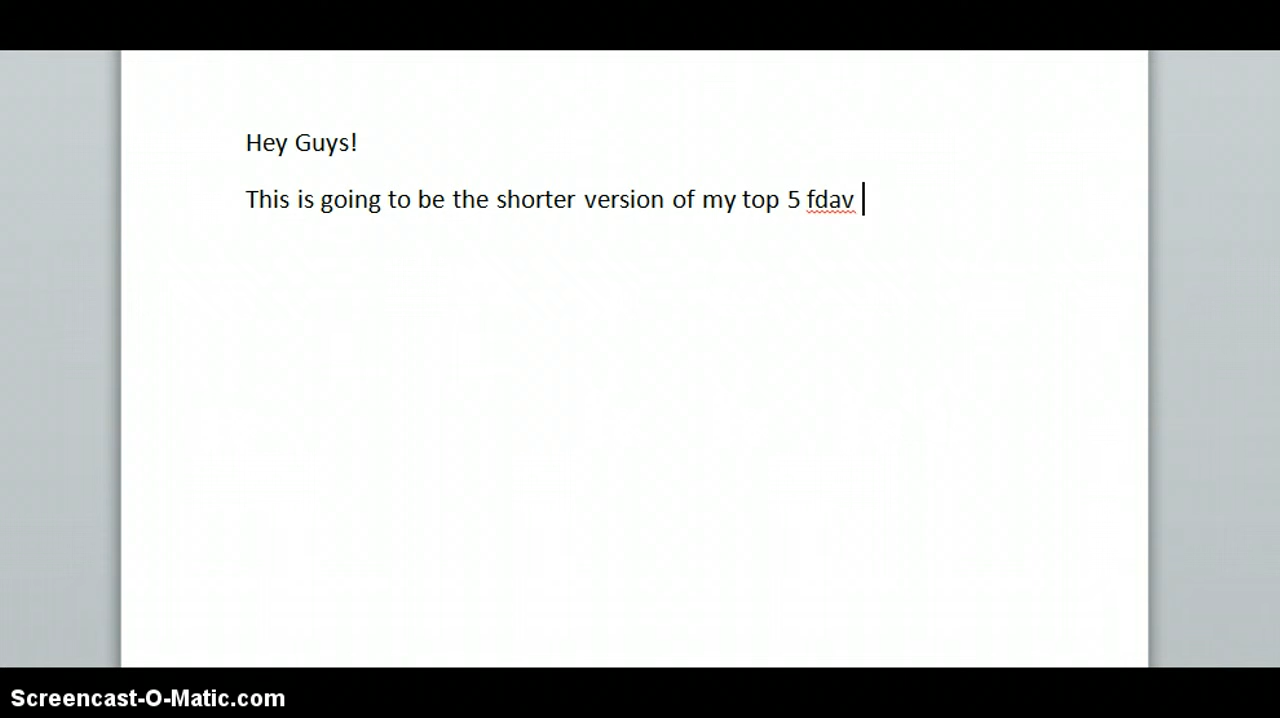 Hey Guys!
This is going to be the shorter version of my top 5 fdav
Screencast-O-Matic.com